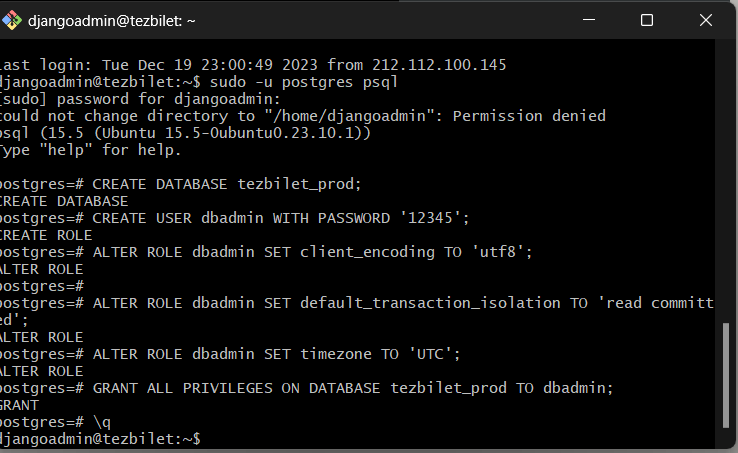 djangoadmin@tezbilet: ~
Last login: Tue Dec 19 23:00:49 2023 from 212.112.100.145
djangoadmin@tezbilet:~$ sudo -u postgres psql
[sudo] password for djangoadmin:
could not change directory to "/home/djangoadmin": Permission denied
psql (15.5 (Ubuntu 15.5-0ubuntu0.23.10.1))
Type "help" for help.
postgres=# CREATE DATABASE tezbilet_prod;
CREATE DATABASE
postgres=# CREATE USER dbadmin WITH PASSWORD '12345';
CREATE ROLE
postgres=# ALTER ROLE dbadmin SET client_encoding TO 'utf8';
ALTER ROLE
postgres=#
postgres=# ALTER ROLE dbadmin SET default_transaction_isolation TO 'read committ
ed';
ALTER ROLE
postgres=# ALTER ROLE dbadmin SET timezone TO 'UTC';
ALTER ROLE
postgres=# GRANT ALL PRIVILEGES ON DATABASE tezbilet_prod TO dbadmin;
GRANT
postgres=# \q
djangoadmin@tezbilet:~$